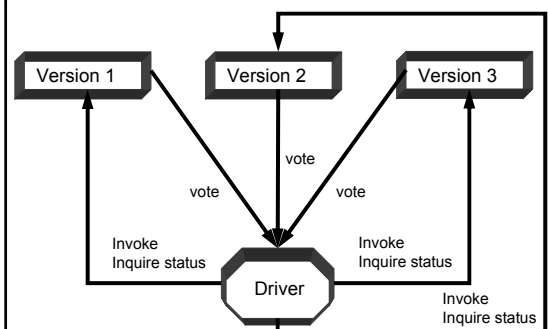 Version 1
Version 2
Version 3
vote
vote
vote
Invoke
Inquire status
Invoke
Inquire status
Driver
Invoke
Inquire status